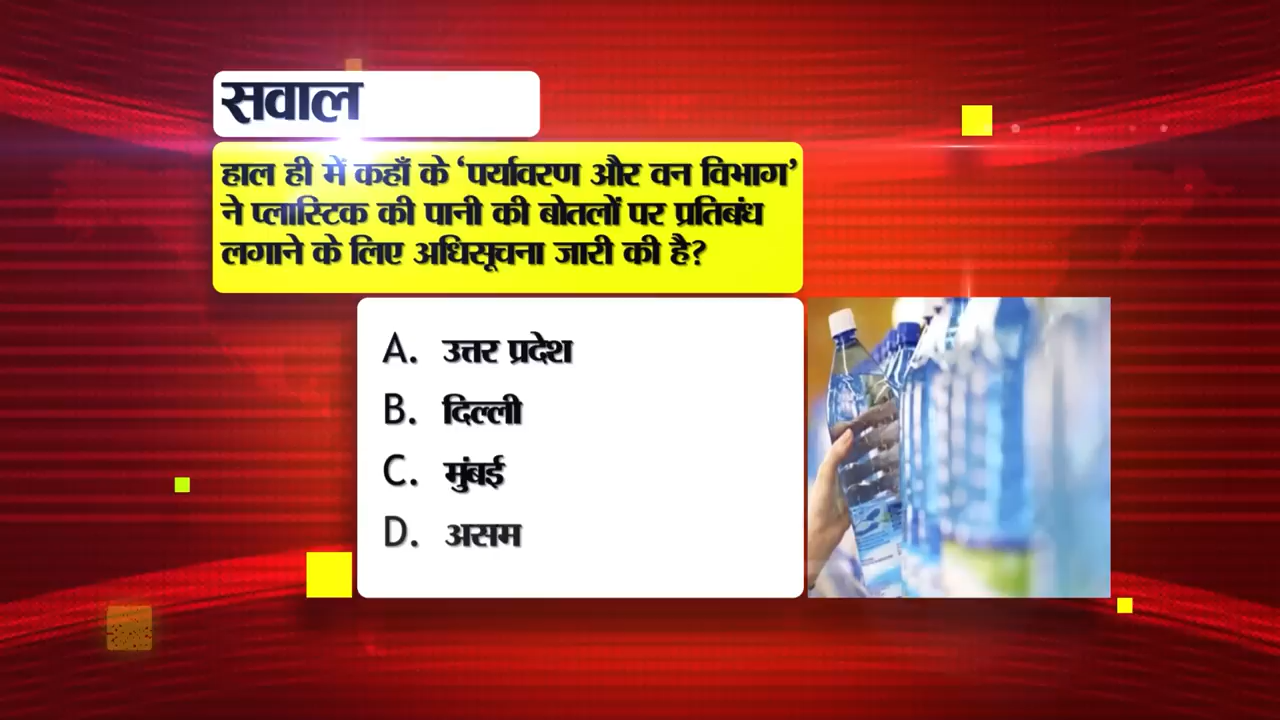 सवाल
हाल ही में कहाँ के ‘पर्यावरण और वन विभाग’
ने प्लास्टिक की पानी की बोतलों पर प्रतिबंध
लगाने के लिए अधिसूचना जारी की है?
A. उत्तर प्रदेश
B. दिल्ली
C. मुंबई
D. असम